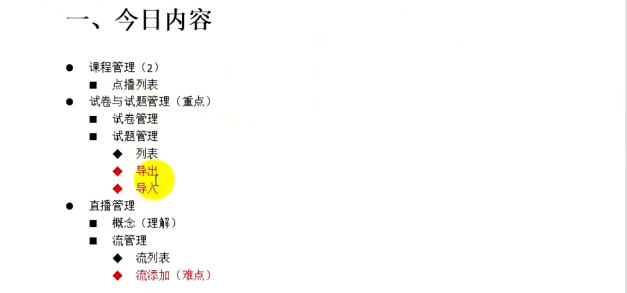 一、今日内容
课程管理（2）
点播列表
试卷与试题管理（重点）
试卷管理
试题管理
列表
导出
导入
直播管理
概念（理解）
流管理
流列表
流添加（难点）